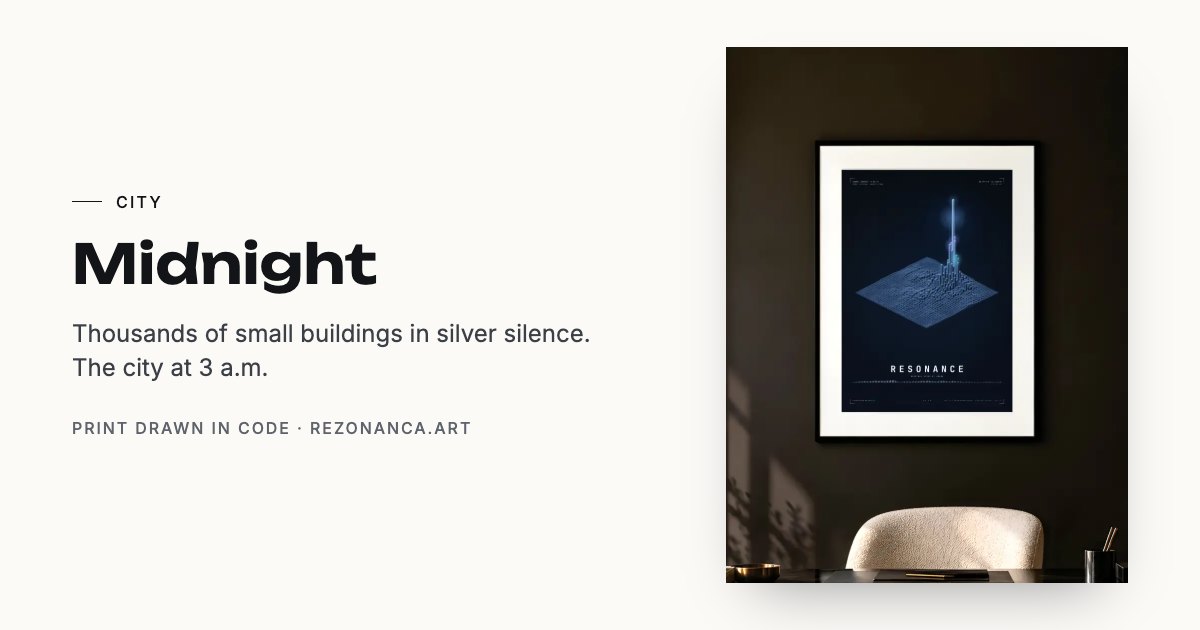 CITY
Midnight
Thousands of small buildings in silver silence.
The city at 3 a.m.
PRINT DRAWN IN CODE · REZONANCA.ART
RESONANCE